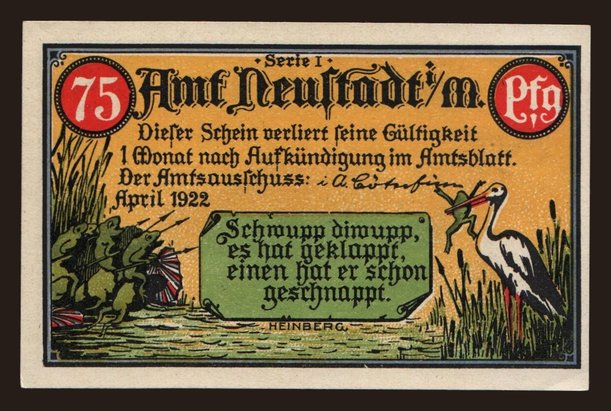 Serie I
75 Amt Neustadt i/m. Pfg
Dieser Schein verliert seine Gültigkeit
1 Monat nach Aufkündigung im Amtsblatt.
Der Amtsausschuss: i.A.
April 1922
Schwupp diwupp,
es hat geklappt,
einen hat er schon
geschnappt.
HEINBERG.